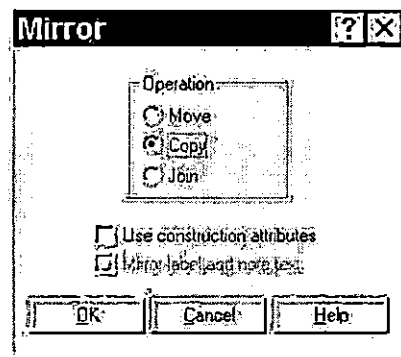 Mirror ? X
Operation
Move
Copy
Join
Use construction attributes
Mirror label and note text
OK Cancel Help